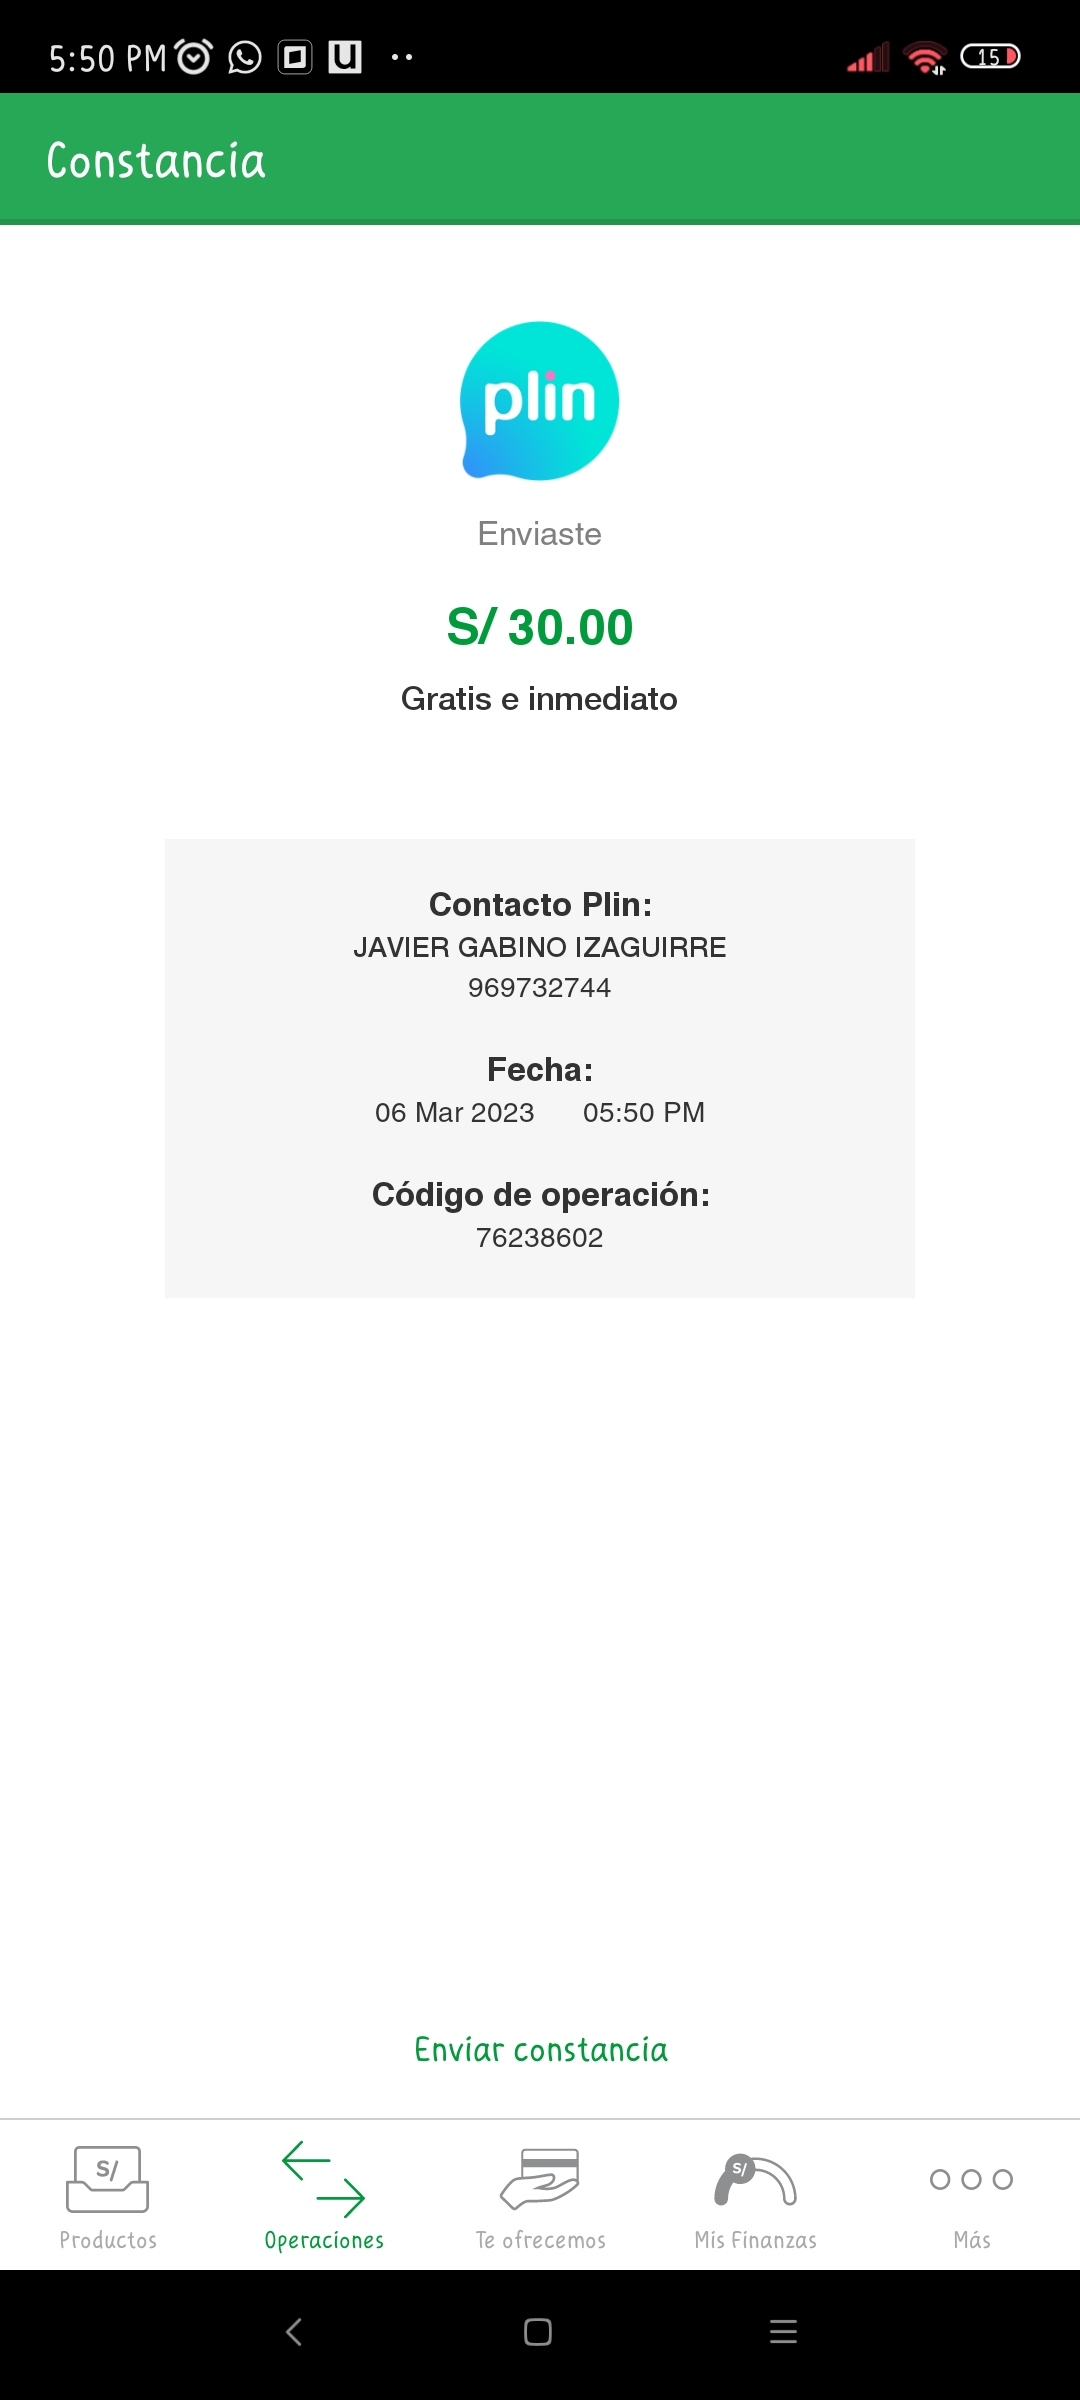 5:50 PM
15
Constancia
plin
Enviaste
S/ 30.00
Gratis e inmediato
Contacto Plin:
JAVIER GABINO IZAGUIRRE
969732744
Fecha:
06 Mar 2023 05:50 PM
Código de operación:
76238602
Enviar constancia
S/
S/
Productos
Operaciones
Te ofrecemos
Mis Finanzas
Más